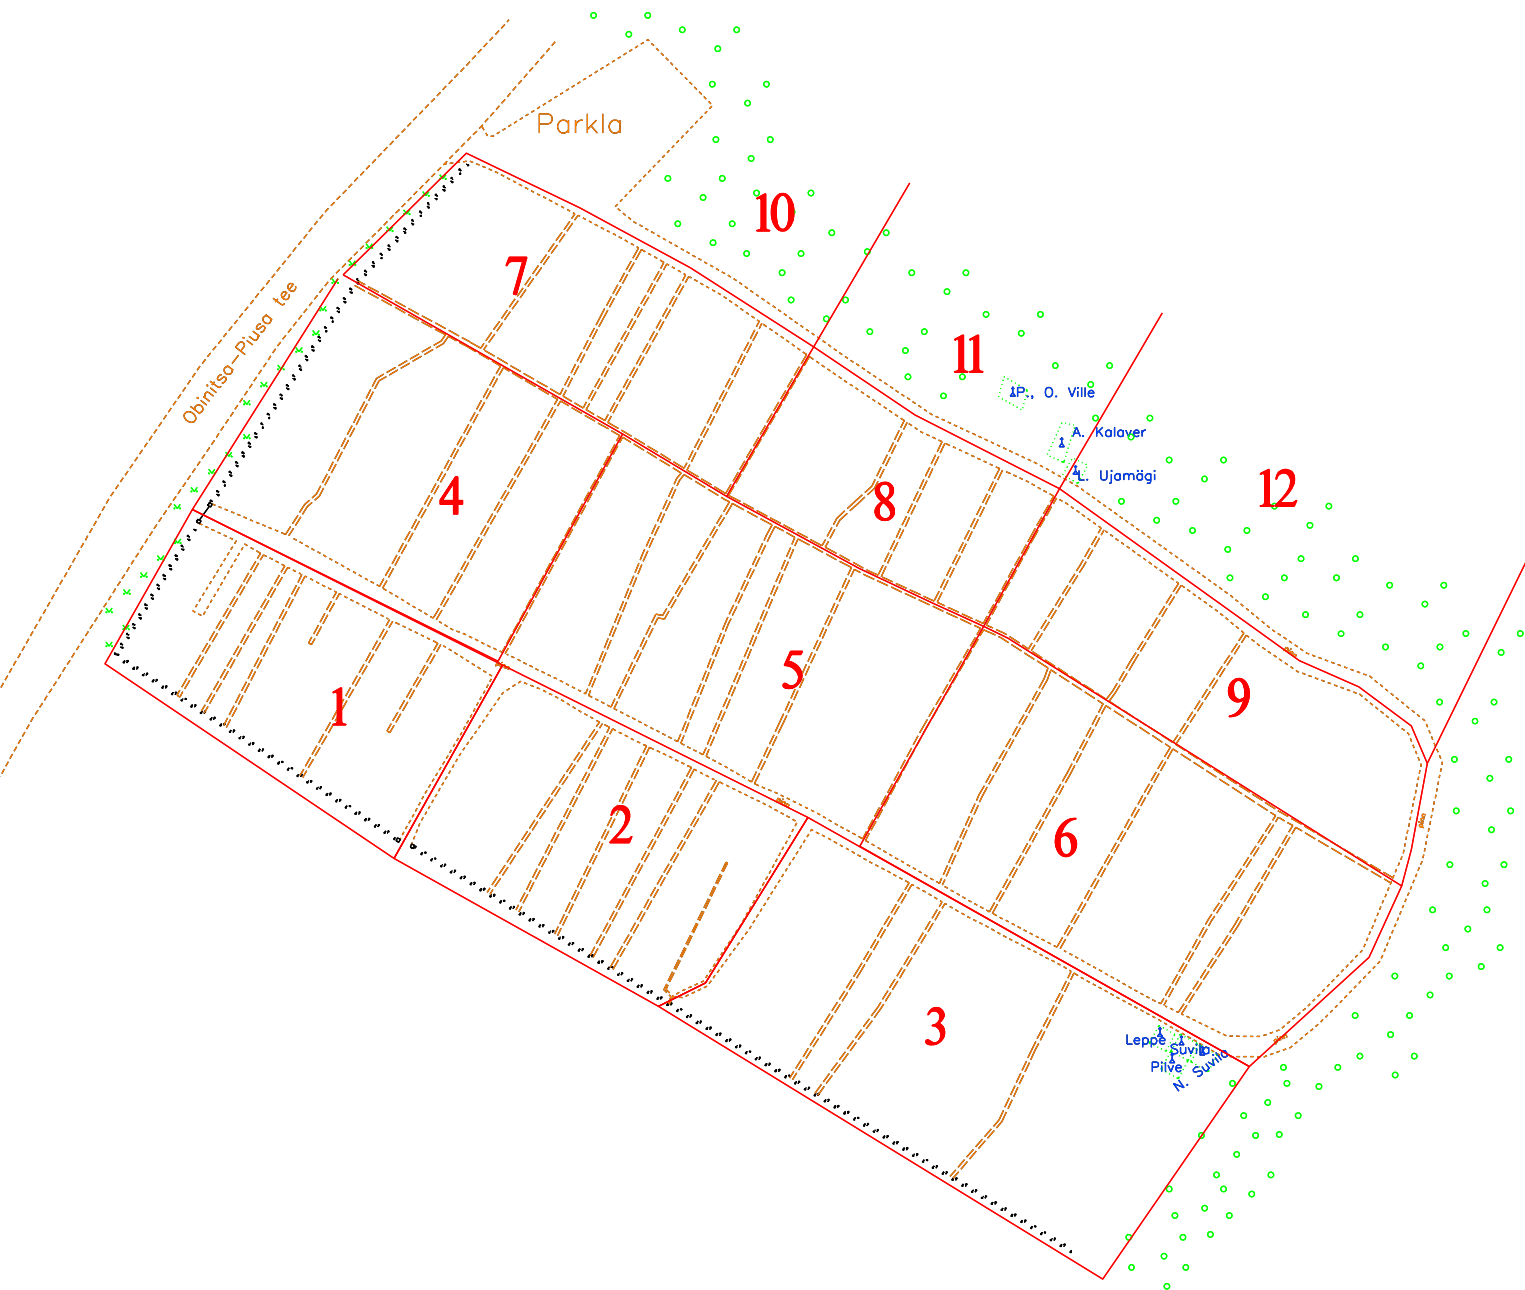 Parkla
10
7
Obinitsa-Piusa tee
11
P., O. Ville
A. Kalaver
L. Ujamägi
12
4
8
5
9
1
2
6
3
Leppe
Suvila
Pilve
N. Suvila